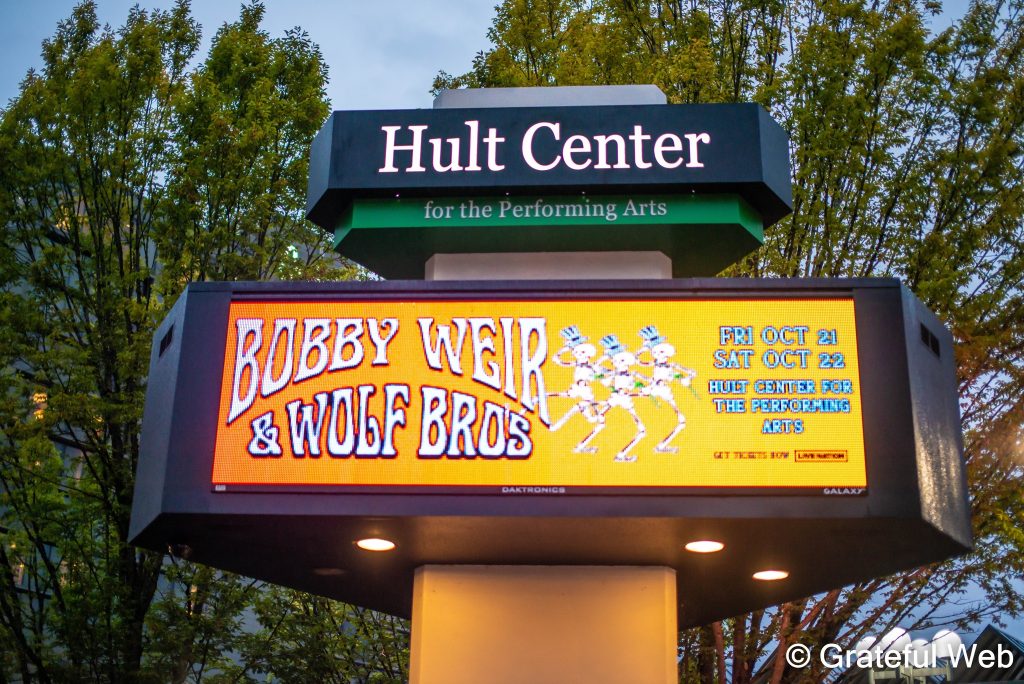 Hult Center
for the Performing Arts
BOBBY WEIR
& WOLF BRO'S
FRI OCT 21
SAT OCT 22
HULT CENTER FOR
THE PERFORMING
ARTS
GET TICKETS NOW LIVE NATION
DAKTRONICS
GALAXY
© Grateful Web